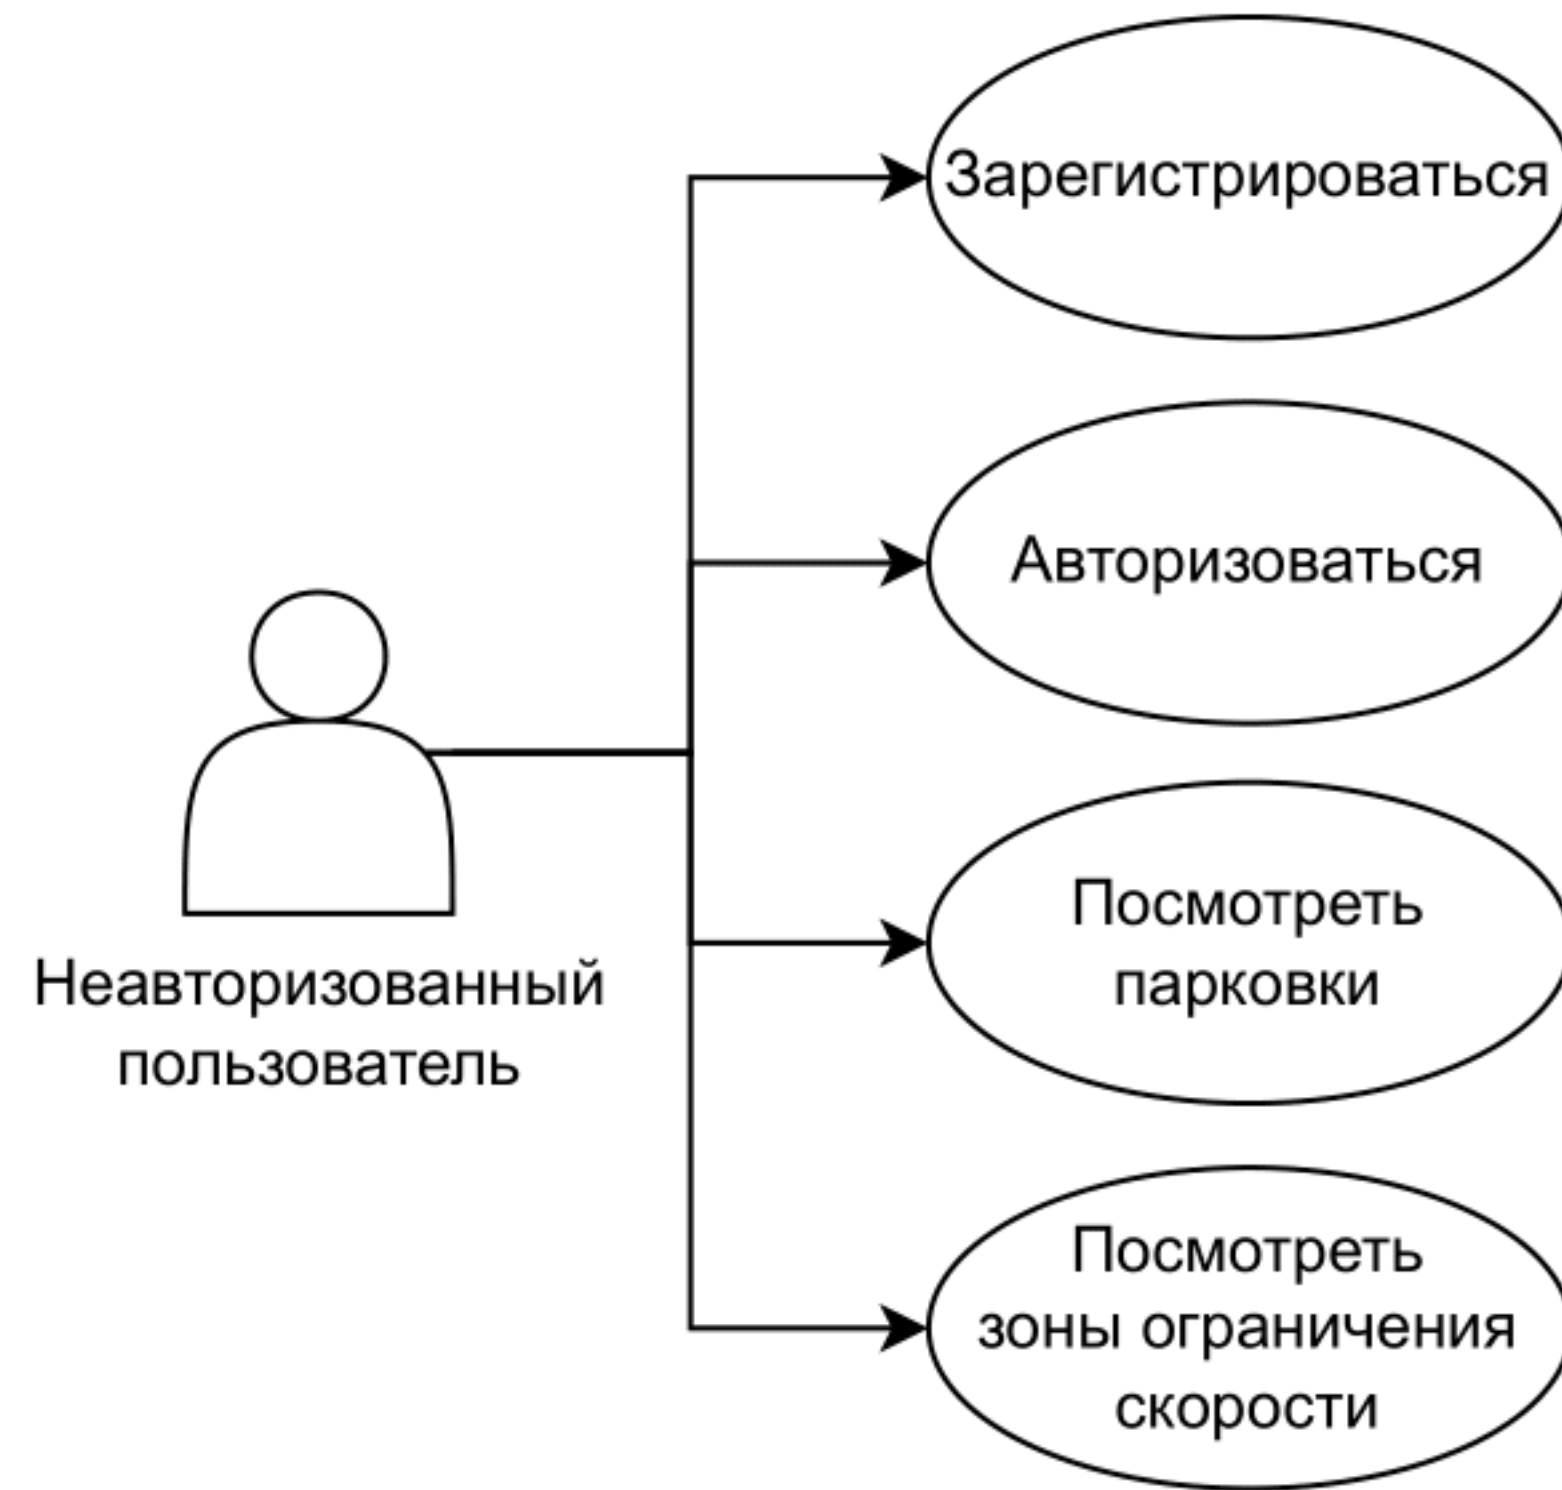 Зарегистрироваться
Авторизоваться
Неавторизованный
пользователь
Посмотреть
парковки
Посмотреть
зоны ограничения
скорости